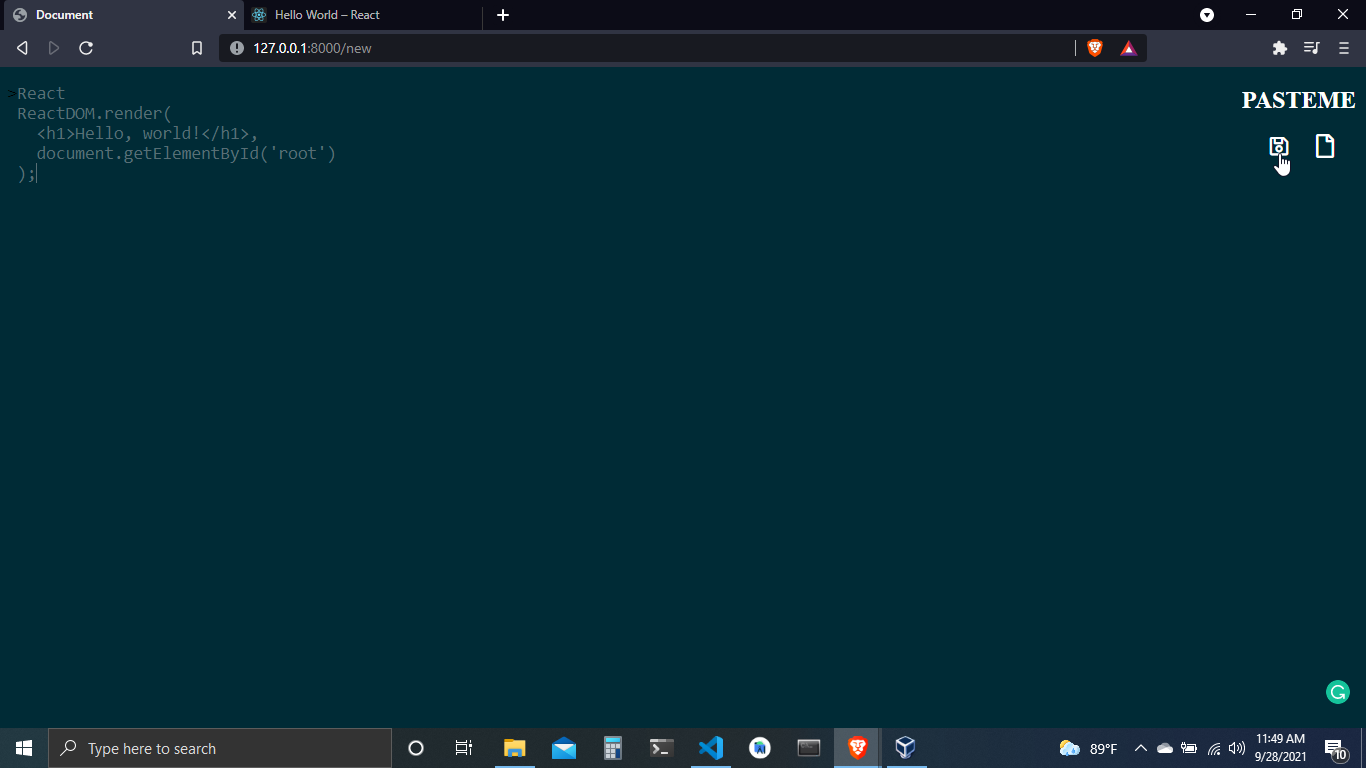 Document
Hello World – React
127.0.0.1:8000/new
>React
ReactDOM.render(
<h1>Hello, world!</h1>,
document.getElementById('root')
);
PASTEME
Type here to search
89°F
11:49 AM
9/28/2021
10